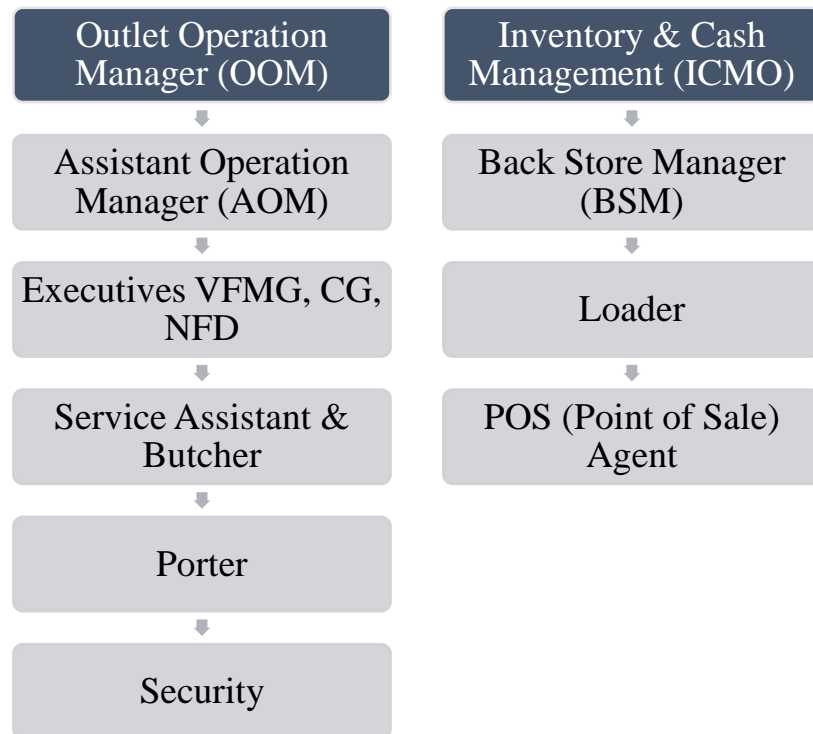 Outlet Operation
Manager (OOM)
Assistant Operation
Manager (AOM)
Executives VFMG, CG,
NFD
Service Assistant &
Butcher
Porter
Security
Inventory & Cash
Management (ICMO)
Back Store Manager
(BSM)
Loader
POS (Point of Sale)
Agent